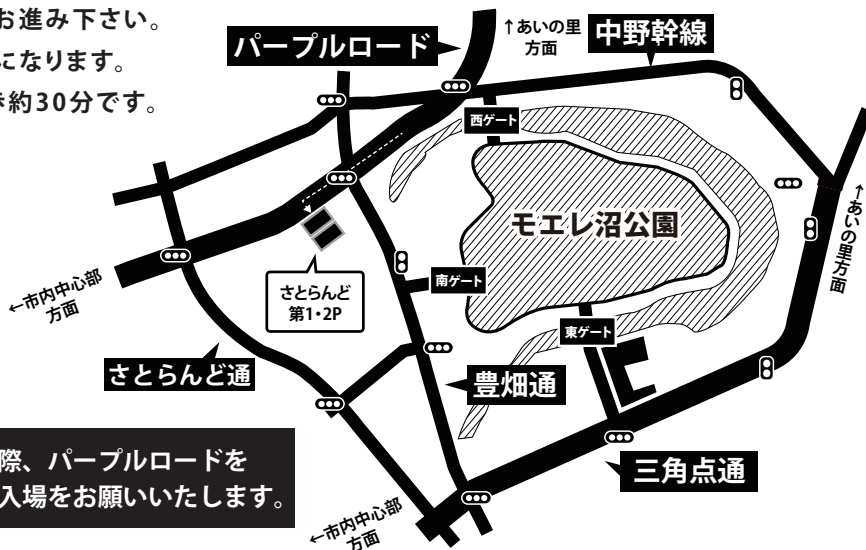 お進み下さい。
になります。
歩約30分です。
パープルロード
↑あいの里
方面
中野幹線
西ゲート
モエレ沼公園
↑あいの里方面
←市内中心部
方面
さとらんど
第1・2P
南ゲート
東ゲート
さとらんど通
豊畑通
三角点通
際、パープルロードを
入場をお願いいたします。
←市内中心部
方面